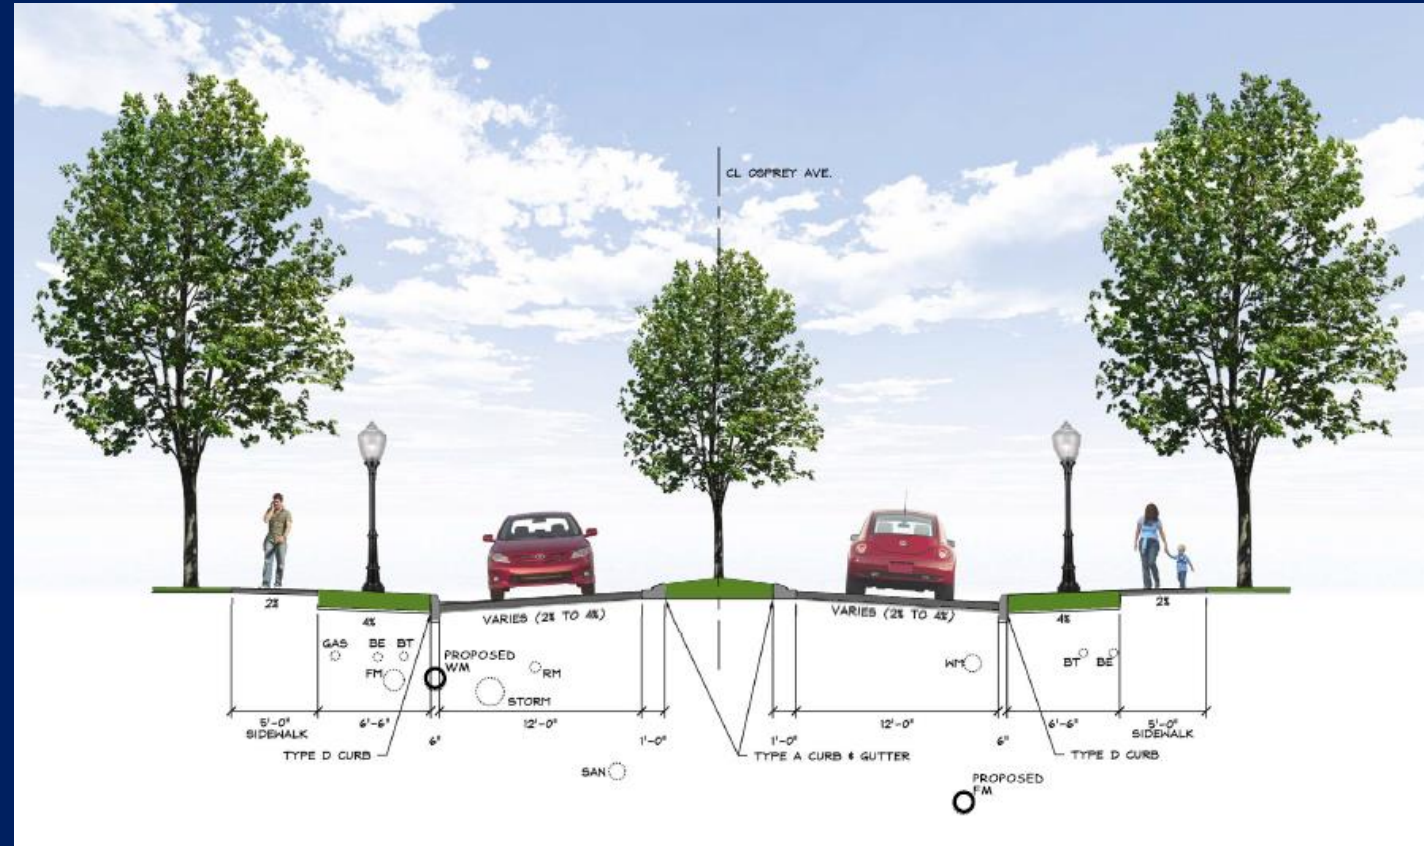 CL OSPREY AVE.
2%
4%
VARIES (2% TO 4%)
VARIES (2% TO 4%)
4%
2%
GAS
BE
BT
FM
PROPOSED
WM
RM
STORM
WM
BT
BE
5'-0"
SIDEWALK
6'-6"
6"
12'-0"
1'-0"
1'-0"
12'-0"
6"
6'-6"
5'-0"
SIDEWALK
TYPE D CURB
TYPE A CURB & GUTTER
TYPE D CURB
SAN
PROPOSED
FM